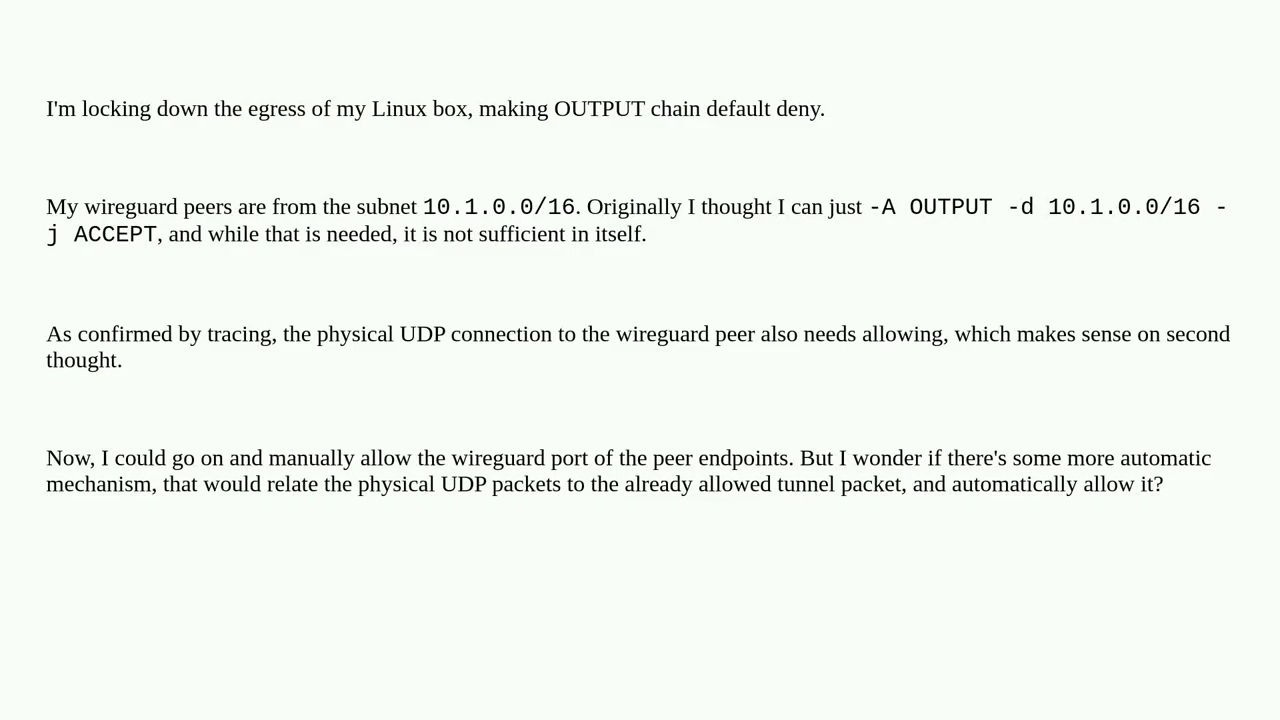 I'm locking down the egress of my Linux box, making OUTPUT chain default deny.
My wireguard peers are from the subnet 10.1.0.0/16. Originally I thought I can just -A OUTPUT -d 10.1.0.0/16 -
j ACCEPT, and while that is needed, it is not sufficient in itself.
As confirmed by tracing, the physical UDP connection to the wireguard peer also needs allowing, which makes sense on second
thought.
Now, I could go on and manually allow the wireguard port of the peer endpoints. But I wonder if there's some more automatic
mechanism, that would relate the physical UDP packets to the already allowed tunnel packet, and automatically allow it?